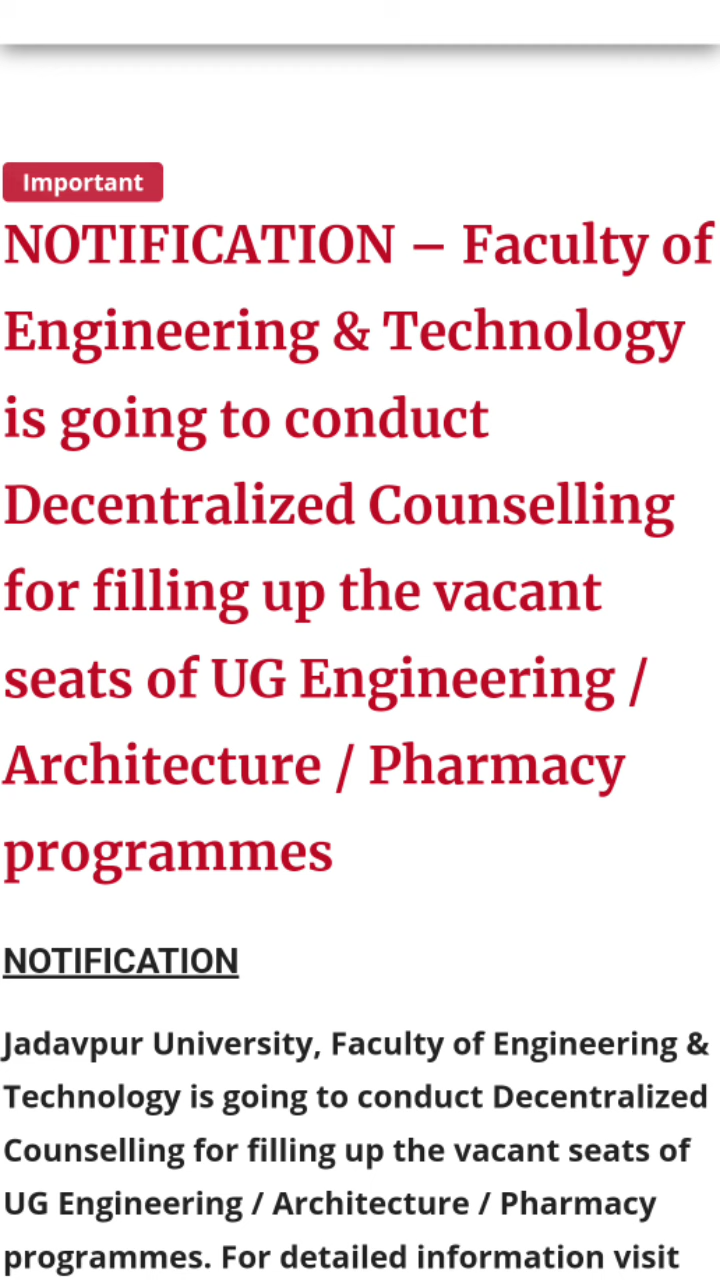 Important
NOTIFICATION – Faculty of
Engineering & Technology
is going to conduct
Decentralized Counselling
for filling up the vacant
seats of UG Engineering /
Architecture / Pharmacy
programmes
NOTIFICATION
Jadavpur University, Faculty of Engineering &
Technology is going to conduct Decentralized
Counselling for filling up the vacant seats of
UG Engineering / Architecture / Pharmacy
programmes. For detailed information visit